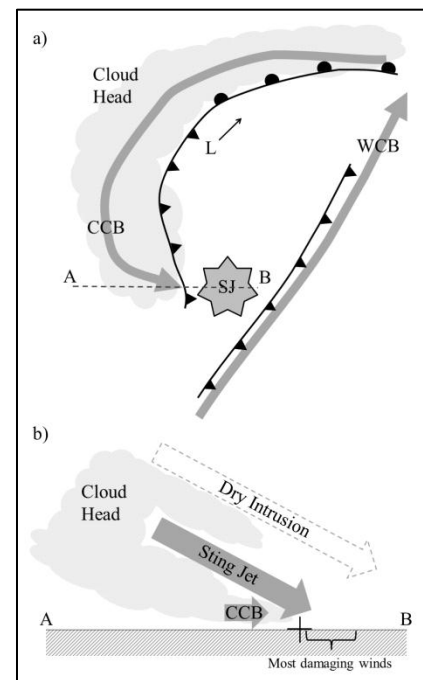 a)
Cloud
Head
WCB
L
CCB
A
SJ
B
b)
Cloud
Head
Dry Intrusion
Sting Jet
CCB
A
B
Most damaging winds